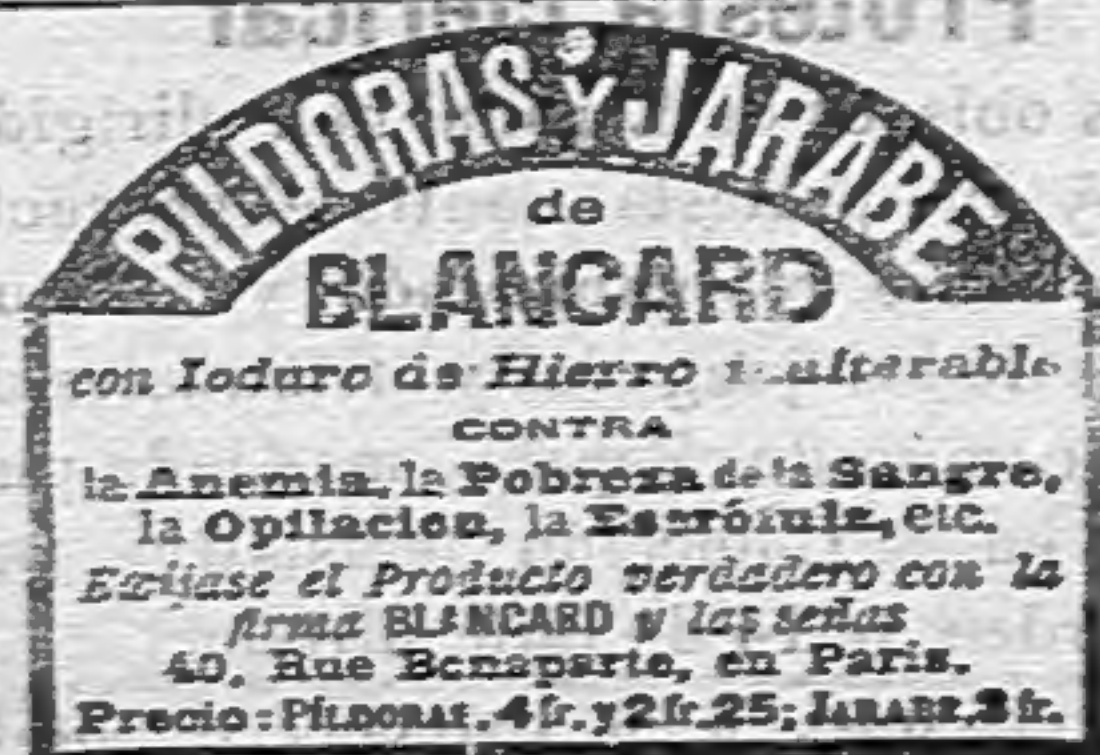 PILDORAS Y JARABE
de
BLANCARD
con Ioduro de Hierro inalterable
CONTRA
la Anemia, la Pobreza de la Sangre,
la Opilacion, la Escrófula, etc.
Exijase el Producto verdadero con la
firma BLANCARD y las señas
40, Rue Bonaparte, en Paris.
Precio: PÍLDORAS, 4 fr. y 2 fr. 25; JARABE, 3 fr.